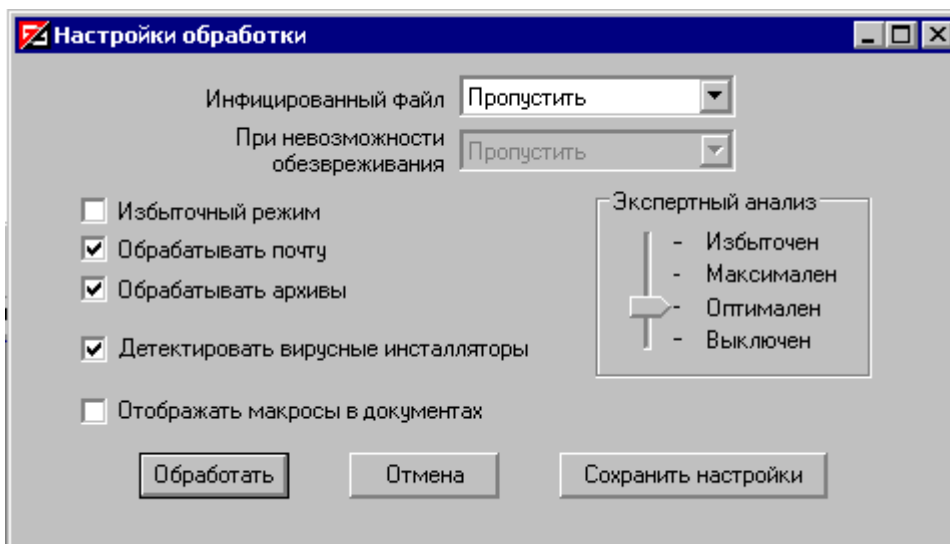 Настройки обработки
Инфицированный файл
Пропустить
При невозможности
обезвреживания
Пропустить
Избыточный режим
Обрабатывать почту
Обрабатывать архивы
Детектировать вирусные инсталляторы
Отображать макросы в документах
Экспертный анализ
- Избыточен
- Максимален
- Оптимален
- Выключен
Обработать
Отмена
Сохранить настройки